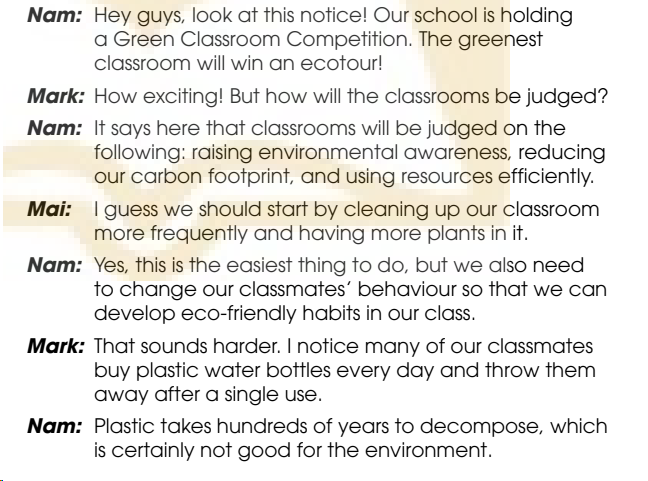 Nam: Hey guys, look at this notice! Our school is holding
a Green Classroom Competition. The greenest
classroom will win an ecotour!
Mark: How exciting! But how will the classrooms be judged?
Nam: It says here that classrooms will be judged on the
following: raising environmental awareness, reducing
our carbon footprint, and using resources efficiently.
Mai: I guess we should start by cleaning up our classroom
more frequently and having more plants in it.
Nam: Yes, this is the easiest thing to do, but we also need
to change our classmates’ behaviour so that we can
develop eco-friendly habits in our class.
Mark: That sounds harder. I notice many of our classmates
buy plastic water bottles every day and throw them
away after a single use.
Nam: Plastic takes hundreds of years to decompose, which
is certainly not good for the environment.